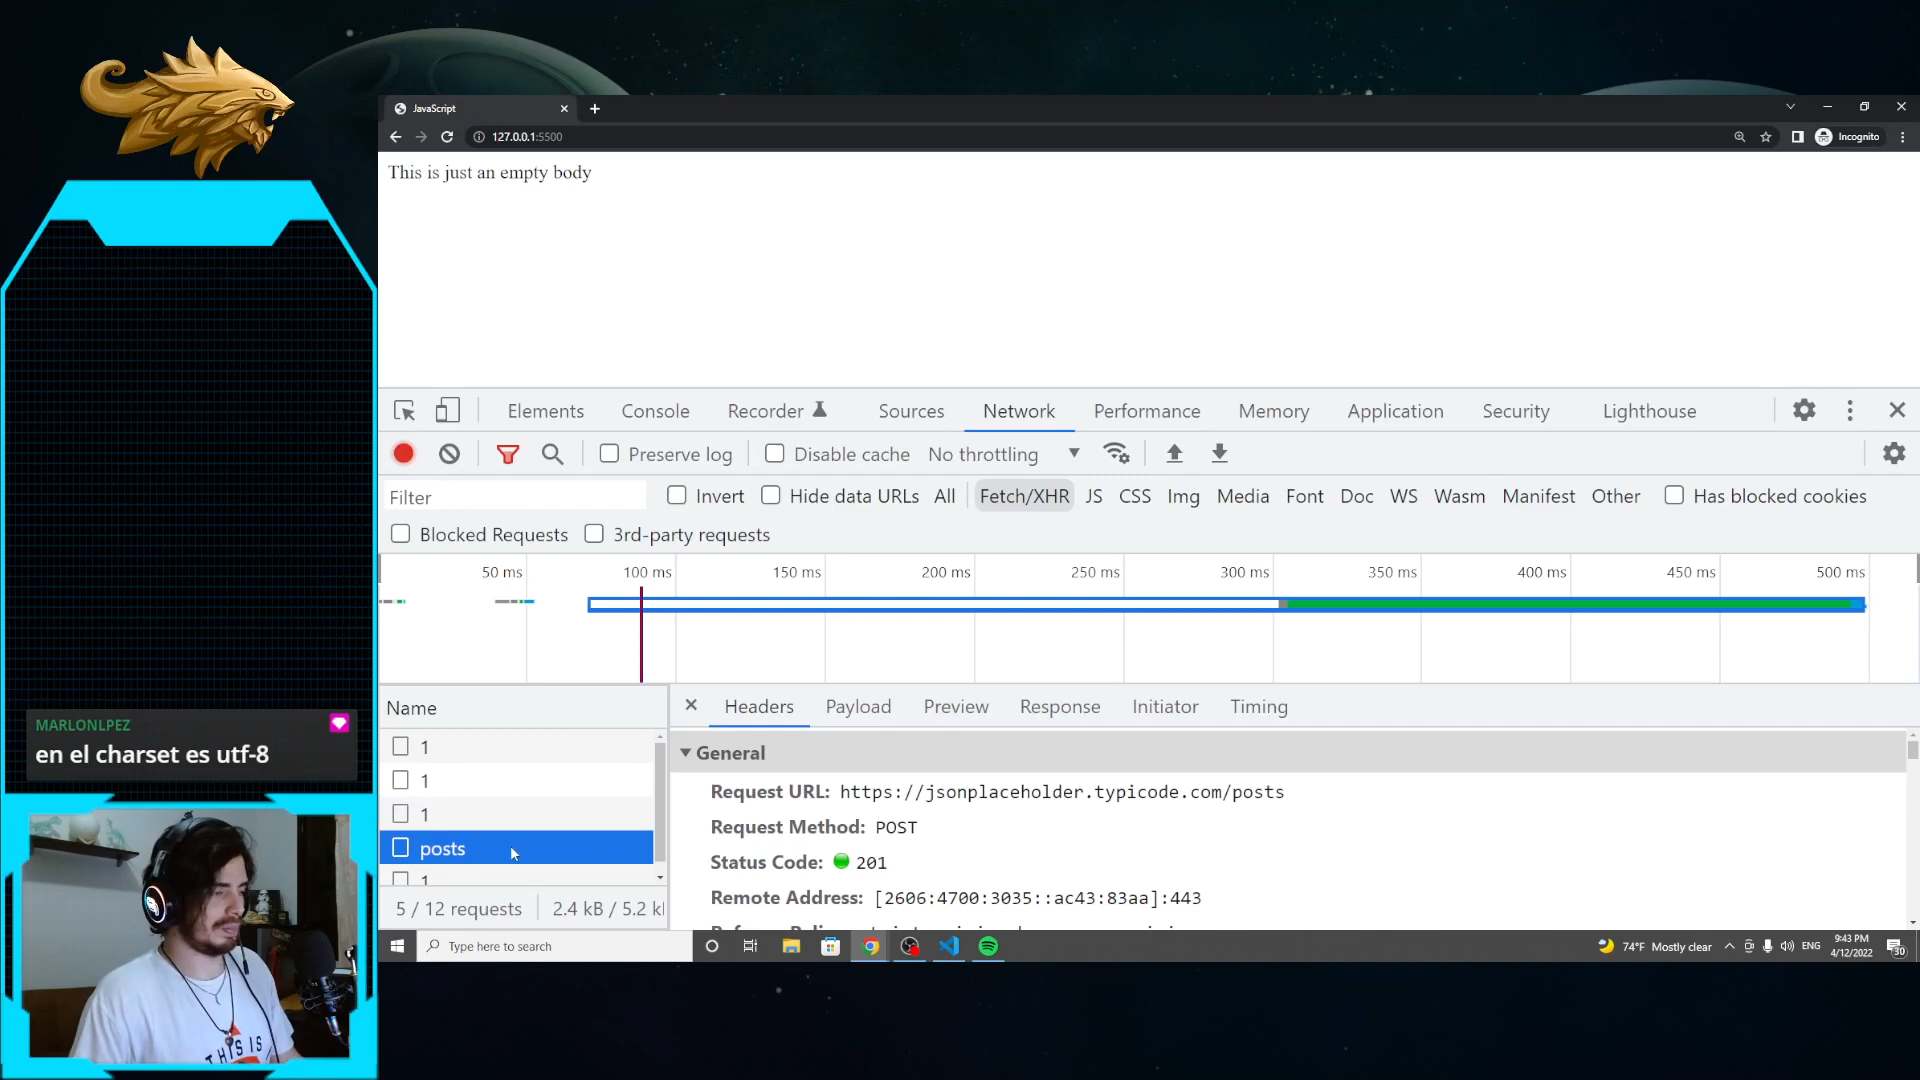 JavaScript
127.0.0.1:5500
Incognito
This is just an empty body
Elements Console Recorder Sources Network Performance Memory Application Security Lighthouse
Preserve log Disable cache No throttling
Filter Invert Hide data URLs All Fetch/XHR JS CSS Img Media Font Doc WS Wasm Manifest Other Has blocked cookies
Blocked Requests 3rd-party requests
50 ms 100 ms 150 ms 200 ms 250 ms 300 ms 350 ms 400 ms 450 ms 500 ms
Name
Headers Payload Preview Response Initiator Timing
1
1
1
posts
1
General
Request URL: https://jsonplaceholder.typicode.com/posts
Request Method: POST
Status Code: 201
Remote Address: [2606:4700:3035::ac43:83aa]:443
5 / 12 requests 2.4 kB / 5.2 k
MARLONLPEZ
en el charset es utf-8
THIS IS
Type here to search
74°F Mostly clear
ENG
9:43 PM
4/12/2022
30